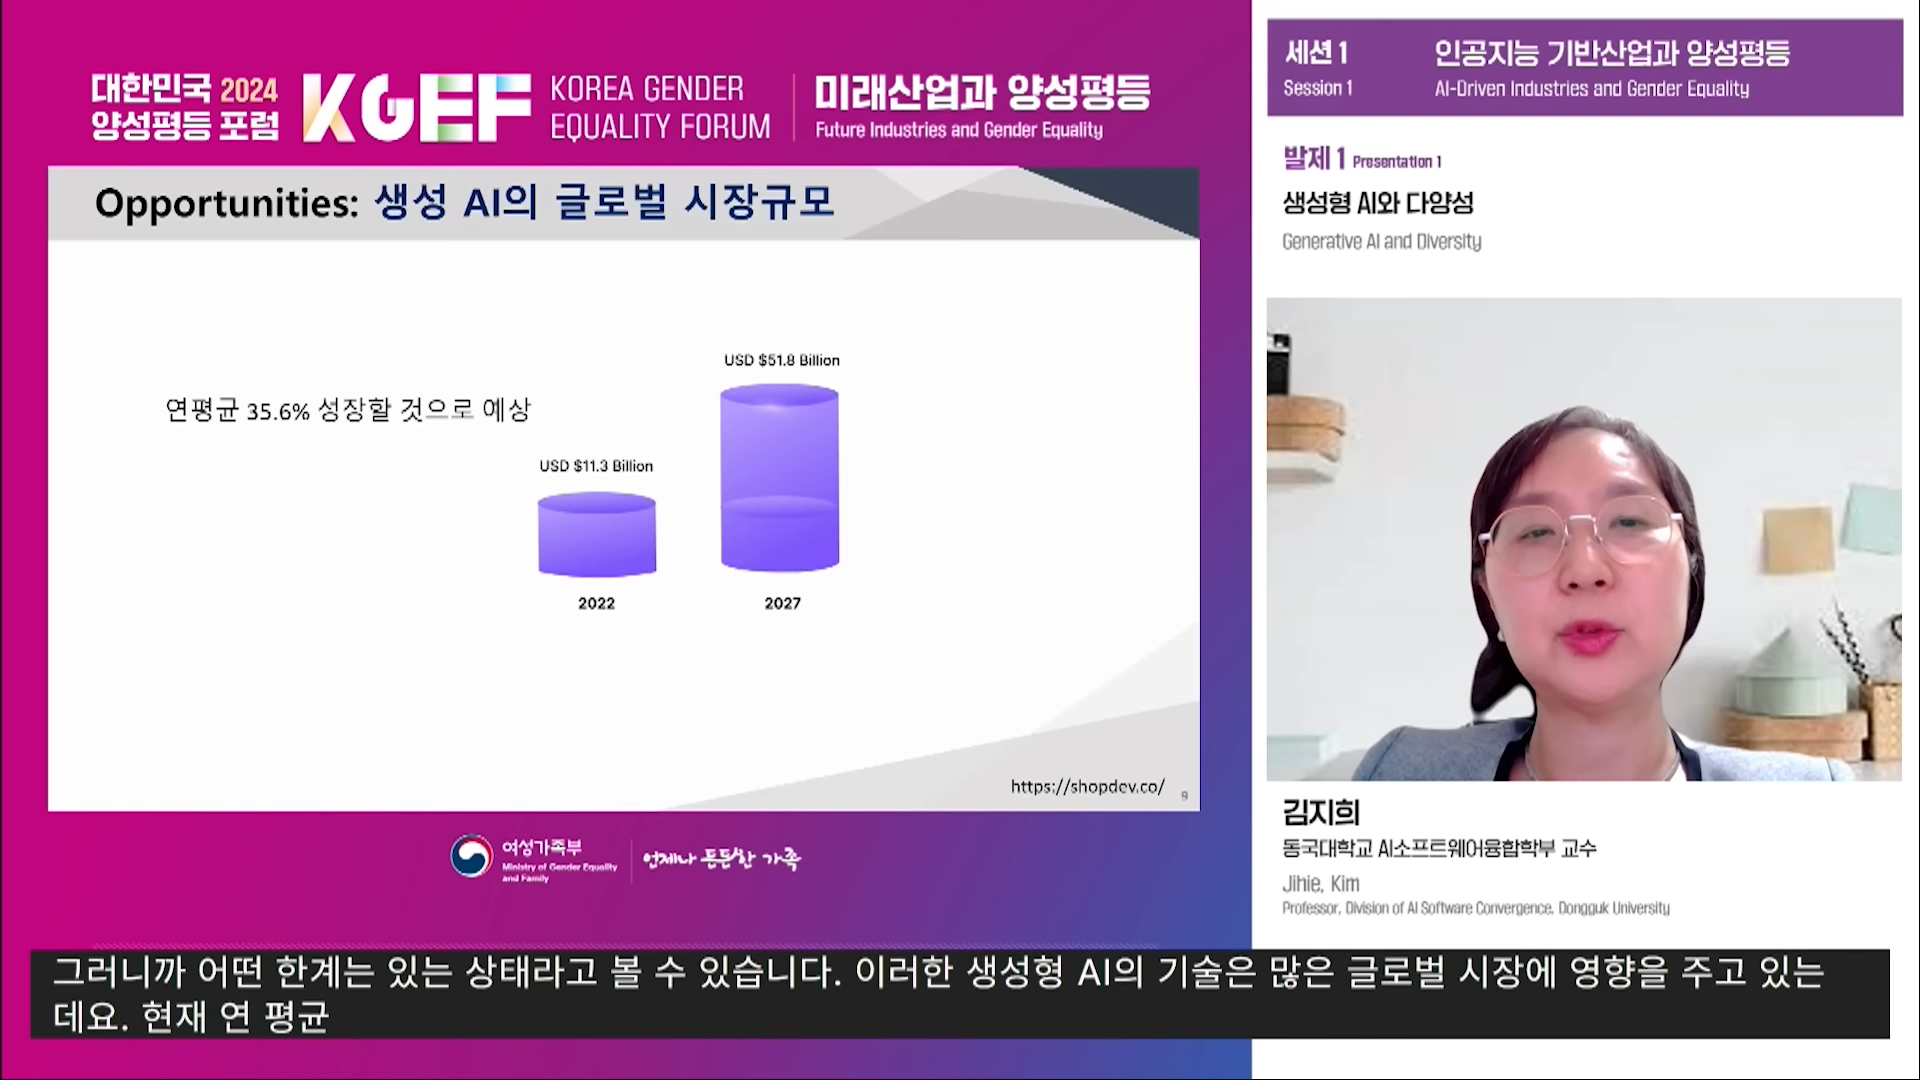 대한민국 2024
양성평등 포럼
KGEF
KOREA GENDER
EQUALITY FORUM
미래산업과 양성평등
Future Industries and Gender Equality
Opportunities: 생성 AI의 글로벌 시장규모
연평균 35.6% 성장할 것으로 예상
USD $11.3 Billion
USD $51.8 Billion
2022
2027
https://shopdev.co/
9
여성가족부
Ministry of Gender Equality
and Family
언제나 든든한 가족
세션 1
Session 1
인공지능 기반산업과 양성평등
AI-Driven Industries and Gender Equality
발제 1 Presentation 1
생성형 AI와 다양성
Generative AI and Diversity
김지희
동국대학교 AI소프트웨어융합학부 교수
Jihie, Kim
Professor, Division of AI Software Convergence, Dongguk University
그러니까 어떤 한계는 있는 상태라고 볼 수 있습니다. 이러한 생성형 AI의 기술은 많은 글로벌 시장에 영향을 주고 있는
데요. 현재 연 평균